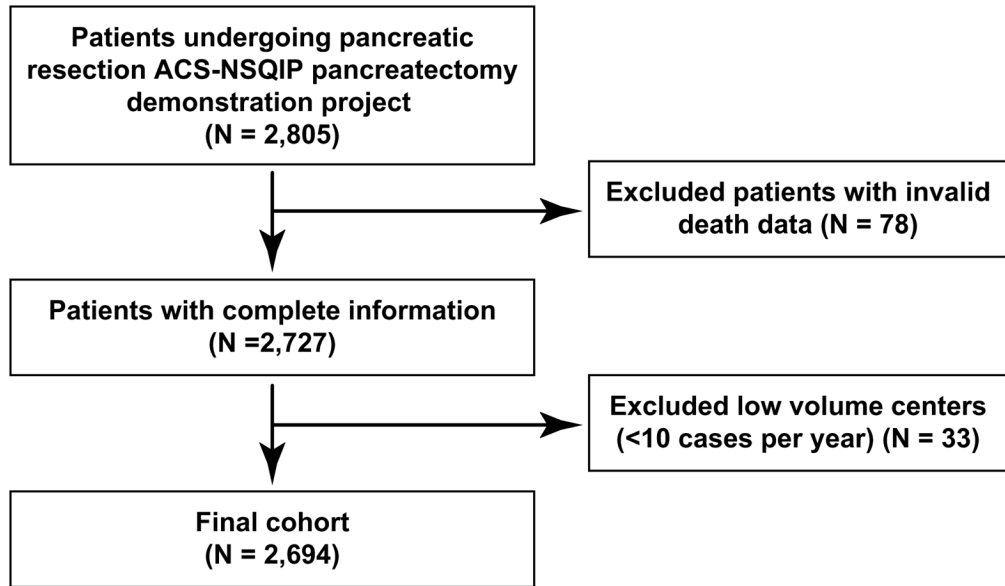 Patients undergoing pancreatic
resection ACS-NSQIP pancreatectomy
demonstration project
(N = 2,805)
Excluded patients with invalid
death data (N = 78)
Patients with complete information
(N =2,727)
Excluded low volume centers
(<10 cases per year) (N = 33)
Final cohort
(N = 2,694)